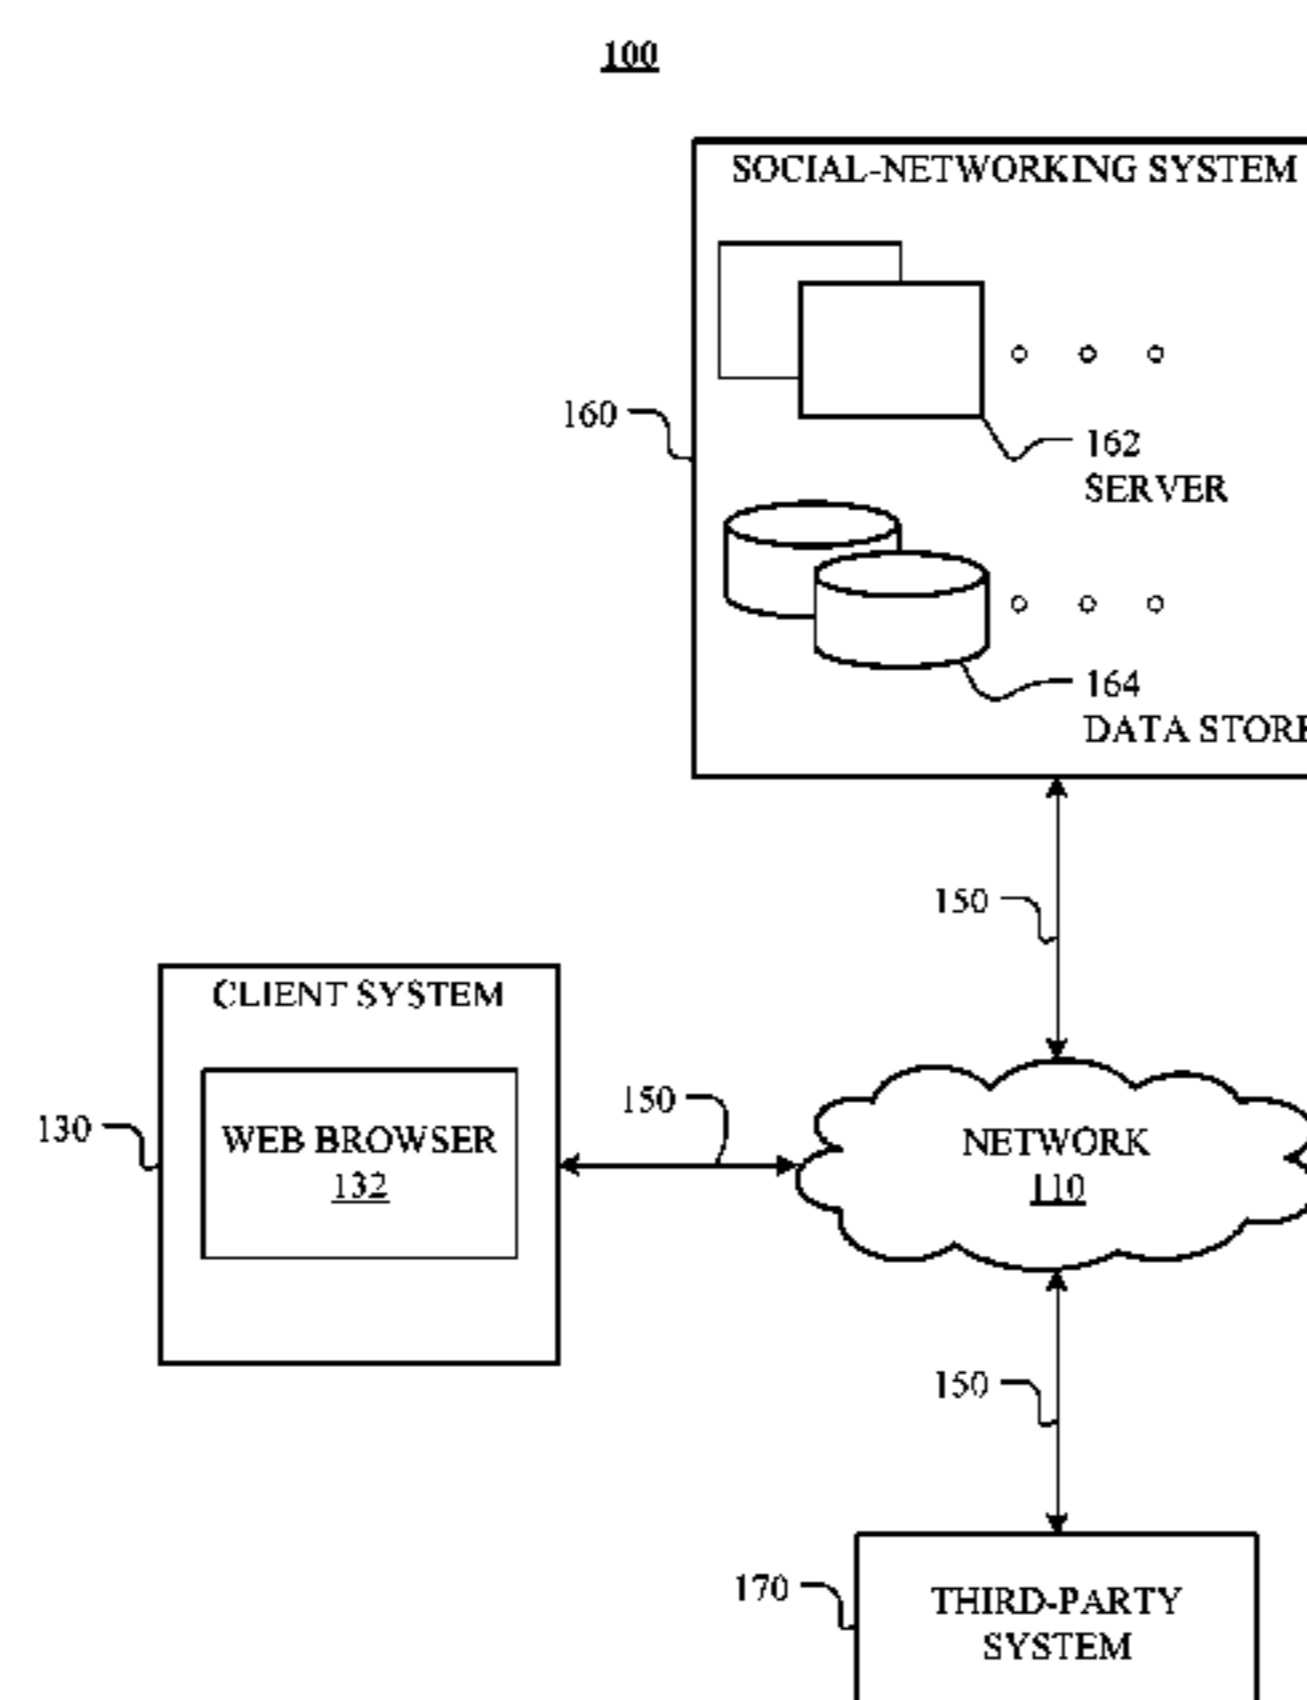 100
SOCIAL-NETWORKING SYSTEM
160
162
SERVER
164
DATA STORE
150
CLIENT SYSTEM
130
WEB BROWSER
132
150
NETWORK
110
150
170
THIRD-PARTY
SYSTEM